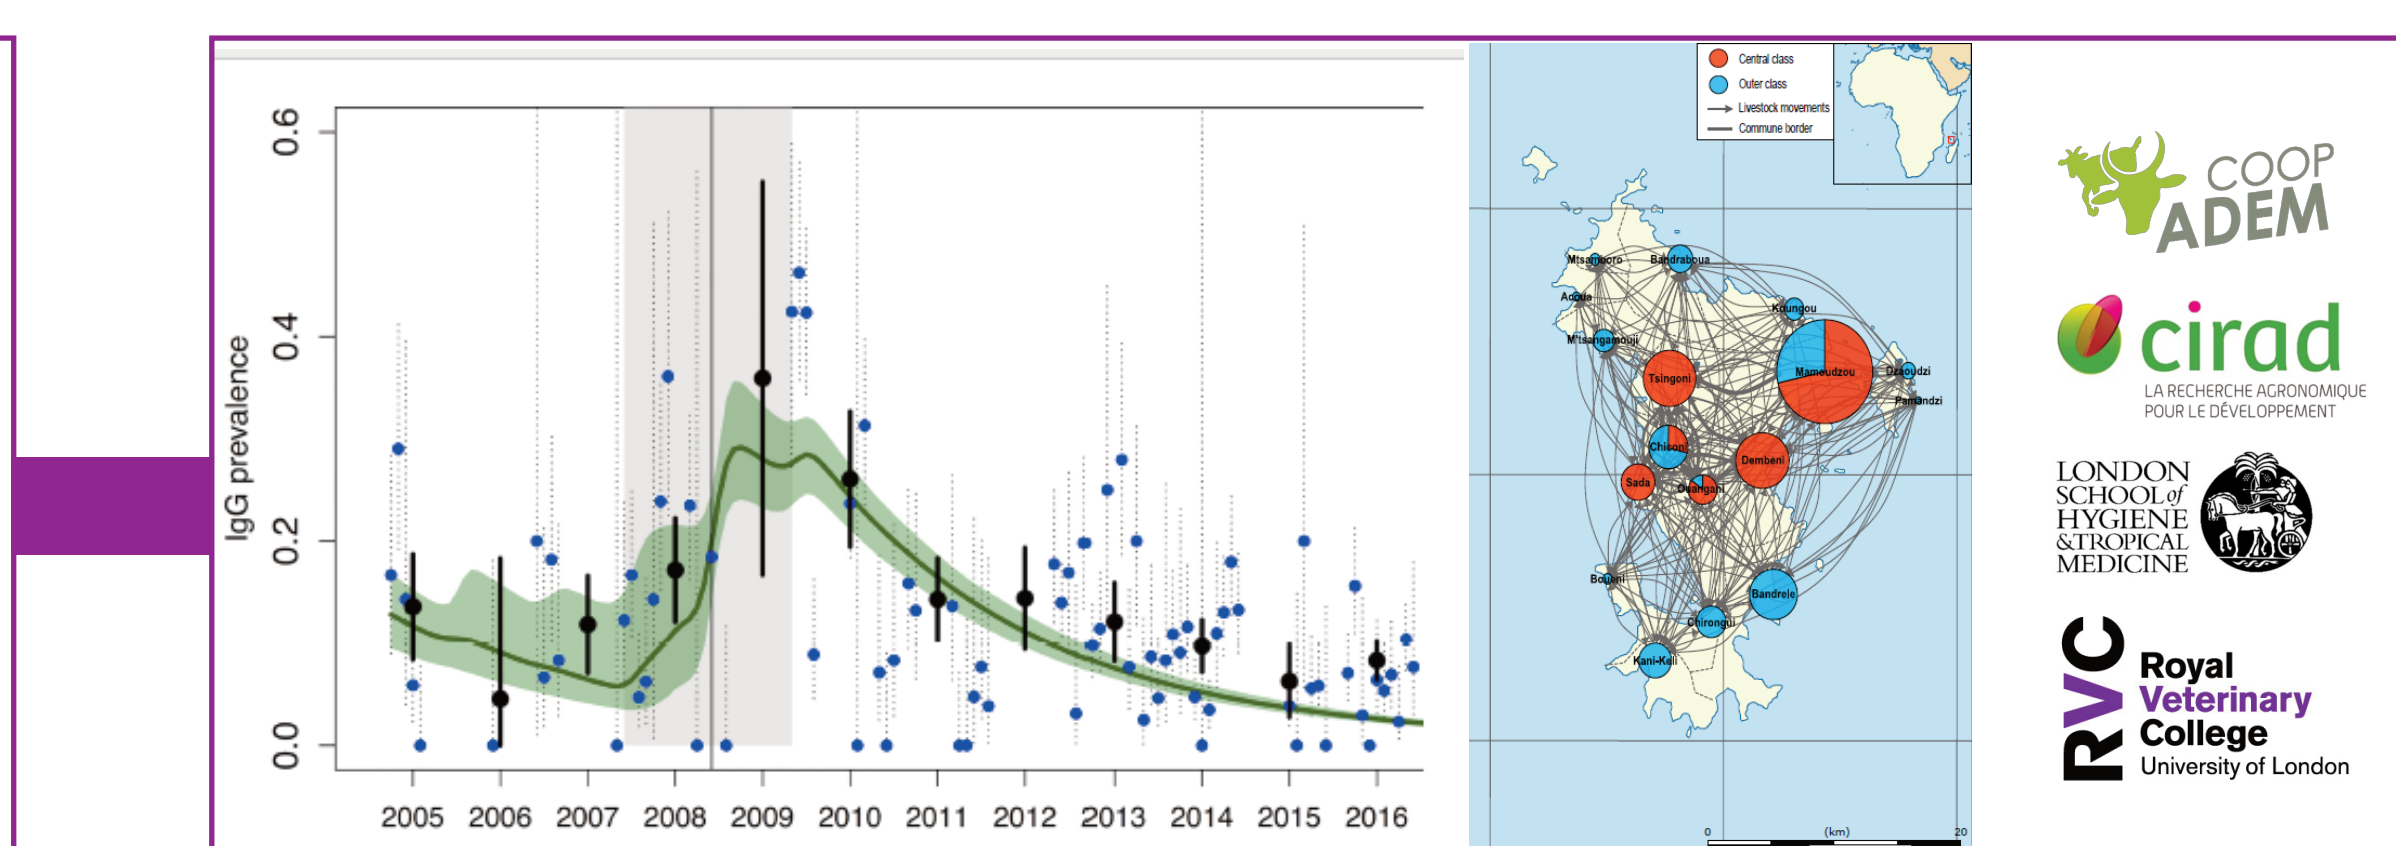 IgG prevalence
0.6
0.4
0.2
0.0
2005 2006 2007 2008 2009 2010 2011 2012 2013 2014 2015 2016
Central class
Outer class
Livestock movements
Commune border
Mtsamboro
Bandraboua
Acoua
Koungou
M'tsangamouji
Tsingoni
Mamoudzou
Dzaoudzi
Pamandzi
Chiconi
Dembeni
Sada
Ouangani
Boueni
Bandrele
Chirongui
Kani-Keli
0 (km) 20
COOP
ADEM
cirad
LA RECHERCHE AGRONOMIQUE
POUR LE DÉVELOPPEMENT
LONDON
SCHOOL of
HYGIENE
&TROPICAL
MEDICINE
RVC
Royal
Veterinary
College
University of London